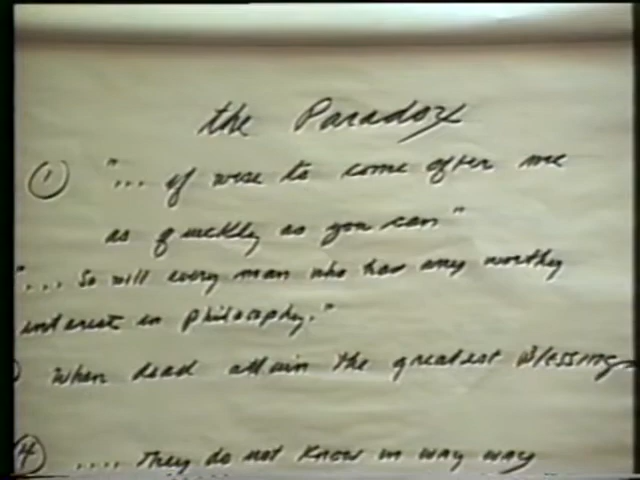 the Paradox
① "... if wise to come after me
as quickly as you can"
"... So will every man who has any worthy
interest in Philosophy."
When dead attain the greatest Blessings
④ .... They do not know in way way